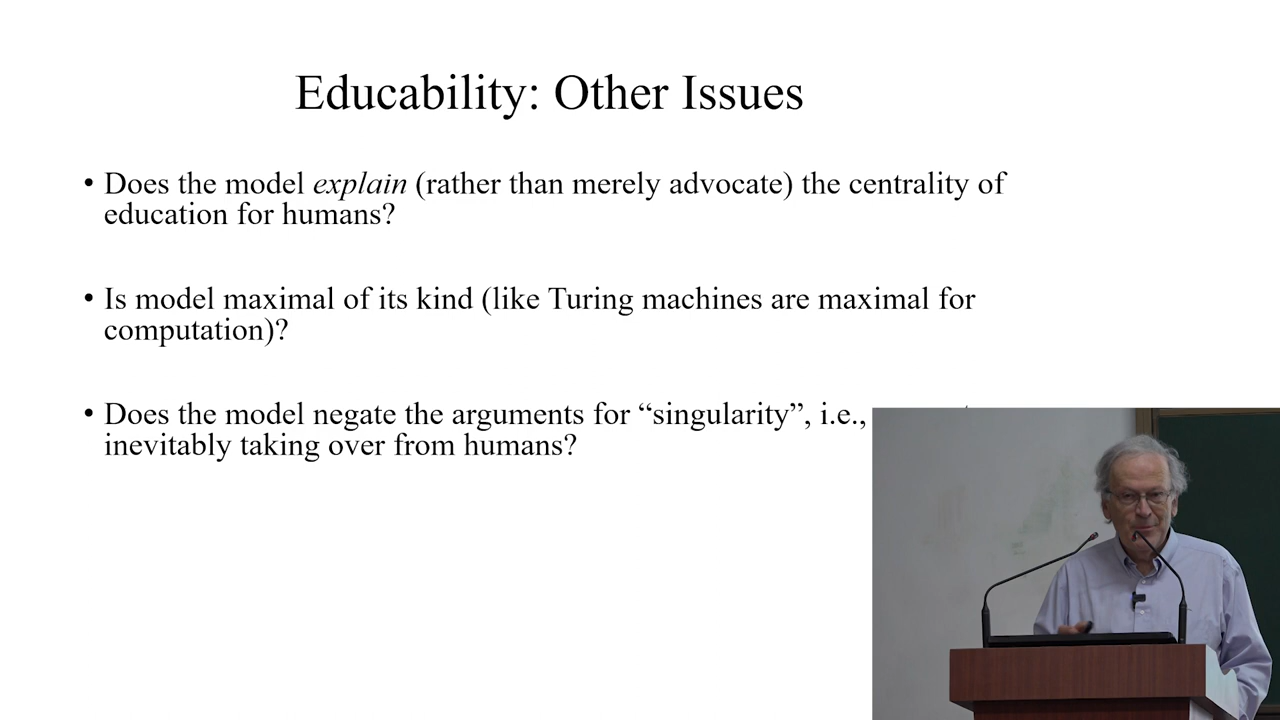 Educability: Other Issues
• Does the model explain (rather than merely advocate) the centrality of
education for humans?
• Is model maximal of its kind (like Turing machines are maximal for
computation)?
• Does the model negate the arguments for “singularity”, i.e.,
inevitably taking over from humans?